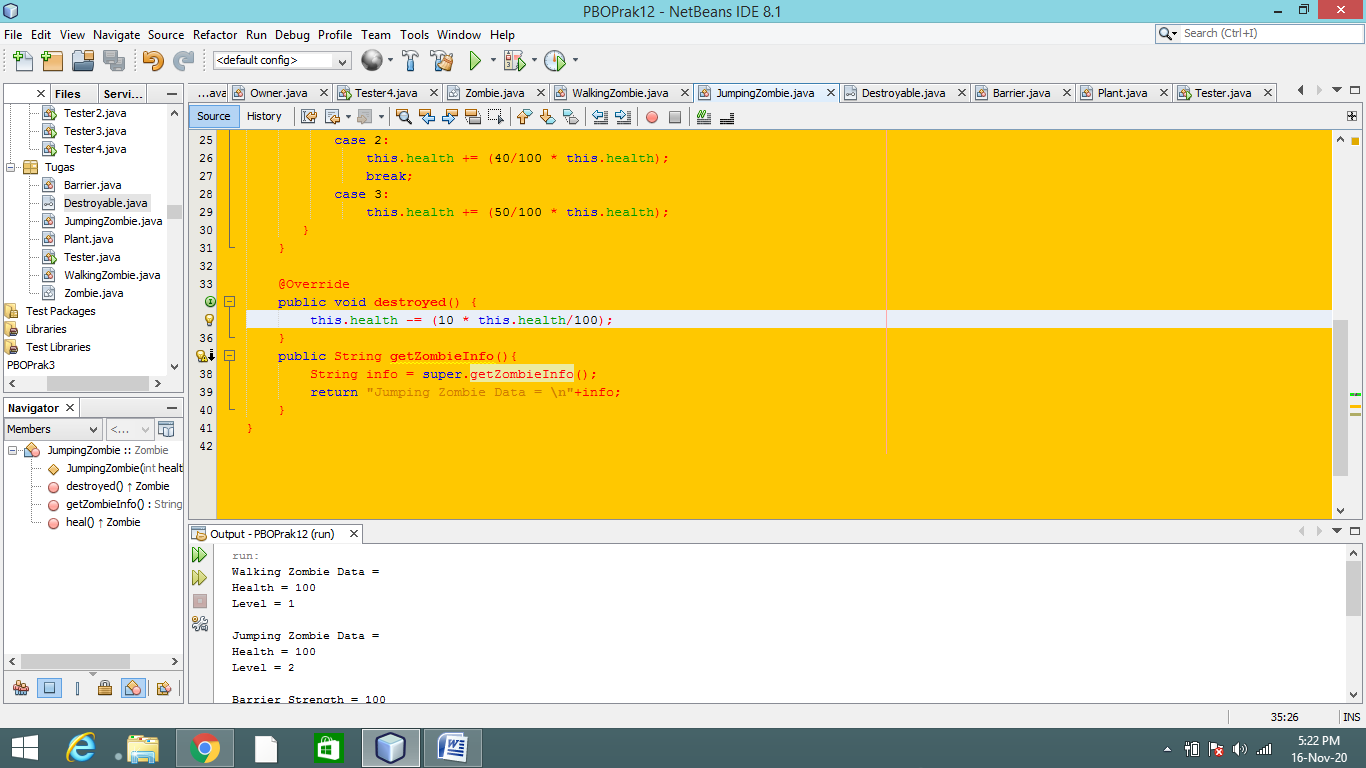 PBOPrak12 - NetBeans IDE 8.1
File Edit View Navigate Source Refactor Run Debug Profile Team Tools Window Help
Search (Ctrl+I)
<default config>
Files Servi...
Tester2.java
Tester3.java
Tester4.java
Tugas
Barrier.java
Destroyable.java
JumpingZombie.java
Plant.java
Tester.java
WalkingZombie.java
Zombie.java
Test Packages
Libraries
Test Libraries
PBOPrak3
Navigator
Members
<...
JumpingZombie :: Zombie
JumpingZombie(int healt
destroyed() ↑ Zombie
getZombieInfo() : String
heal() ↑ Zombie
...ava Owner.java Tester4.java Zombie.java WalkingZombie.java JumpingZombie.java Destroyable.java Barrier.java Plant.java Tester.java
Source History
25 case 2:
26 this.health += (40/100 * this.health);
27 break;
28 case 3:
29 this.health += (50/100 * this.health);
30 }
31 }
32
33 @Override
public void destroyed() {
this.health -= (10 * this.health/100);
36 }
public String getZombieInfo(){
38 String info = super.getZombieInfo();
39 return "Jumping Zombie Data = \n"+info;
40 }
41 }
42
Output - PBOPrak12 (run)
run:
Walking Zombie Data =
Health = 100
Level = 1
Jumping Zombie Data =
Health = 100
Level = 2
Barrier Strength = 100
35:26 INS
5:22 PM
16-Nov-20